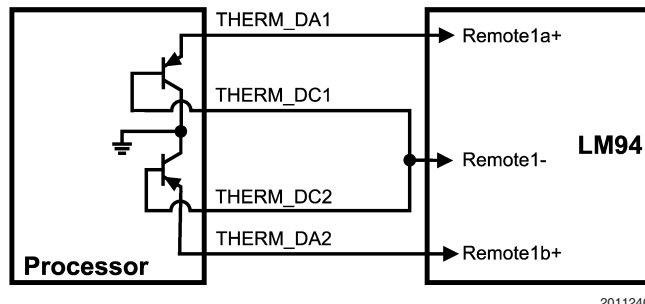 THERM_DA1
Remote1a+
THERM_DC1
LM94
Remote1-
THERM_DC2
THERM_DA2
Remote1b+
Processor